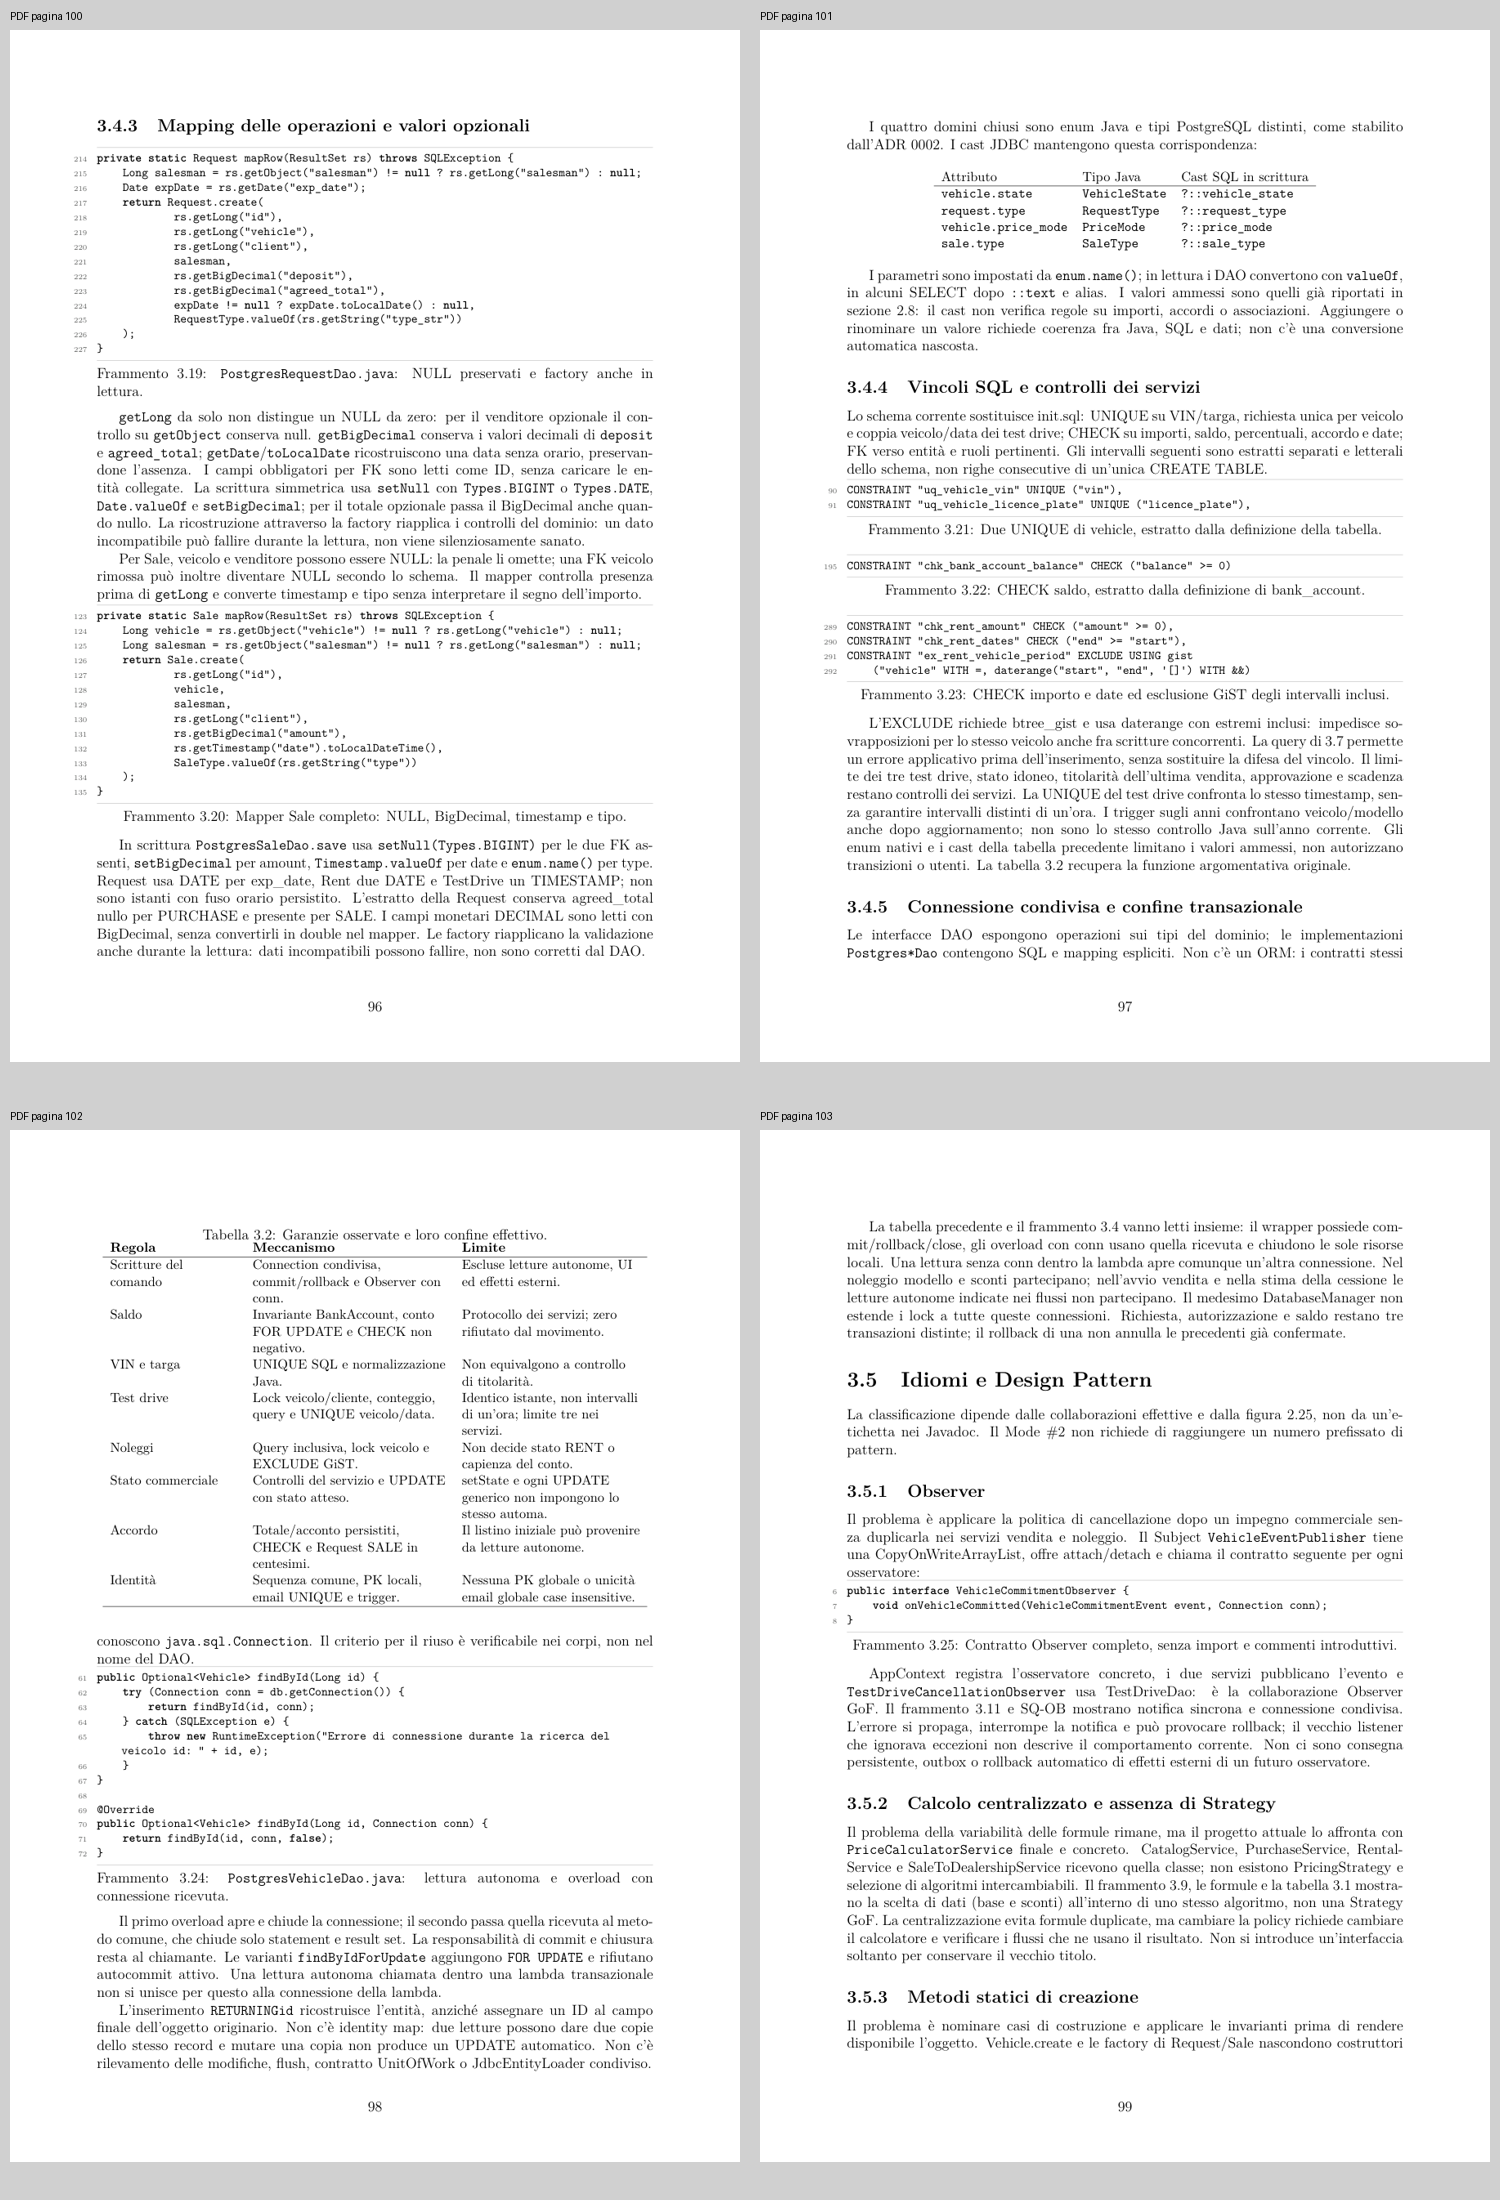 PDF pagina 100
3.4.3 Mapping delle operazioni e valori opzionali
214 private static Request mapRow(ResultSet rs) throws SQLException {
215 Long salesman = rs.getObject("salesman") != null ? rs.getLong("salesman") : null;
216 Date expDate = rs.getDate("exp_date");
217 return Request.create(
218 rs.getLong("id"),
219 rs.getLong("vehicle"),
220 rs.getLong("client"),
221 salesman,
222 rs.getBigDecimal("deposit"),
223 rs.getBigDecimal("agreed_total"),
224 expDate != null ? expDate.toLocalDate() : null,
225 RequestType.valueOf(rs.getString("type_str"))
226 );
227 }
Frammento 3.19: PostgresRequestDao.java: NULL preservati e factory anche in
lettura.
getLong da solo non distingue un NULL da zero: per il venditore opzionale il con-
trollo su getObject conserva null. getBigDecimal conserva i valori decimali di deposit
e agreed_total; getDate/toLocalDate ricostruiscono una data senza orario, preservan-
done l'assenza. I campi obbligatori per FK sono letti come ID, senza caricare le en-
tità collegate. La scrittura simmetrica usa setNull con Types.BIGINT o Types.DATE,
Date.valueOf e setBigDecimal; per il totale opzionale passa il BigDecimal anche quan-
do nullo. La ricostruzione attraverso la factory riapplica i controlli del dominio: un dato
incompatibile può fallire durante la lettura, non viene silenziosamente sanato.
Per Sale, veicolo e venditore possono essere NULL: la penale li omette; una FK veicolo
rimossa può inoltre diventare NULL secondo lo schema. Il mapper controlla presenza
prima di getLong e converte timestamp e tipo senza interpretare il segno dell'importo.
123 private static Sale mapRow(ResultSet rs) throws SQLException {
124 Long vehicle = rs.getObject("vehicle") != null ? rs.getLong("vehicle") : null;
125 Long salesman = rs.getObject("salesman") != null ? rs.getLong("salesman") : null;
126 return Sale.create(
127 rs.getLong("id"),
128 vehicle,
129 salesman,
130 rs.getLong("client"),
131 rs.getBigDecimal("amount"),
132 rs.getTimestamp("date").toLocalDateTime(),
133 SaleType.valueOf(rs.getString("type"))
134 );
135 }
Frammento 3.20: Mapper Sale completo: NULL, BigDecimal, timestamp e tipo.
In scrittura PostgresSaleDao.save usa setNull(Types.BIGINT) per le due FK as-
senti, setBigDecimal per amount, Timestamp.valueOf per date e enum.name() per type.
Request usa DATE per exp_date, Rent due DATE e TestDrive un TIMESTAMP; non
sono istanti con fuso orario persistito. L'estratto della Request conserva agreed_total
nullo per PURCHASE e presente per SALE. I campi monetari DECIMAL sono letti con
BigDecimal, senza convertirli in double nel mapper. Le factory riapplicano la validazione
anche durante la lettura: dati incompatibili possono fallire, non sono corretti dal DAO.
96
PDF pagina 101
I quattro domini chiusi sono enum Java e tipi PostgreSQL distinti, come stabilito
dall'ADR 0002. I cast JDBC mantengono questa corrispondenza:
Attributo Tipo Java Cast SQL in scrittura
vehicle.state VehicleState ?::vehicle_state
request.type RequestType ?::request_type
vehicle.price_mode PriceMode ?::price_mode
sale.type SaleType ?::sale_type
I parametri sono impostati da enum.name(); in lettura i DAO convertono con valueOf,
in alcuni SELECT dopo ::text e alias. I valori ammessi sono quelli già riportati in
sezione 2.8: il cast non verifica regole su importi, accordi o associazioni. Aggiungere o
rinominare un valore richiede coerenza fra Java, SQL e dati; non c'è una conversione
automatica nascosta.
3.4.4 Vincoli SQL e controlli dei servizi
Lo schema corrente sostituisce init.sql: UNIQUE su VIN/targa, richiesta unica per veicolo
e coppia veicolo/data dei test drive; CHECK su importi, saldo, percentuali, accordo e date;
FK verso entità e ruoli pertinenti. Gli intervalli seguenti sono estratti separati e letterali
dello schema, non righe consecutive di un'unica CREATE TABLE.
90 CONSTRAINT "uq_vehicle_vin" UNIQUE ("vin"),
91 CONSTRAINT "uq_vehicle_licence_plate" UNIQUE ("licence_plate"),
Frammento 3.21: Due UNIQUE di vehicle, estratto dalla definizione della tabella.
195 CONSTRAINT "chk_bank_account_balance" CHECK ("balance" >= 0)
Frammento 3.22: CHECK saldo, estratto dalla definizione di bank_account.
289 CONSTRAINT "chk_rent_amount" CHECK ("amount" >= 0),
290 CONSTRAINT "chk_rent_dates" CHECK ("end" >= "start"),
291 CONSTRAINT "ex_rent_vehicle_period" EXCLUDE USING gist
292 ("vehicle" WITH =, daterange("start", "end", '[]') WITH &&)
Frammento 3.23: CHECK importo e date ed esclusione GiST degli intervalli inclusi.
L'EXCLUDE richiede btree_gist e usa daterange con estremi inclusi: impedisce so-
vrapposizioni per lo stesso veicolo anche fra scritture concorrenti. La query di 3.7 permette
un errore applicativo prima dell'inserimento, senza sostituire la difesa del vincolo. Il limi-
te dei tre test drive, stato idoneo, titolarità dell'ultima vendita, approvazione e scadenza
restano controlli dei servizi. La UNIQUE del test drive confronta lo stesso timestamp, sen-
za garantire intervalli distinti di un'ora. I trigger sugli anni confrontano veicolo/modello
anche dopo aggiornamento; non sono lo stesso controllo Java sull'anno corrente. Gli
enum nativi e i cast della tabella precedente limitano i valori ammessi, non autorizzano
transizioni o utenti. La tabella 3.2 recupera la funzione argomentativa originale.
3.4.5 Connessione condivisa e confine transazionale
Le interfacce DAO espongono operazioni sui tipi del dominio; le implementazioni
Postgres*Dao contengono SQL e mapping espliciti. Non c'è un ORM: i contratti stessi
97
PDF pagina 102
Tabella 3.2: Garanzie osservate e loro confine effettivo.
Regola Meccanismo Limite
Scritture del Connection condivisa, Escluse letture autonome, UI
comando commit/rollback e Observer con ed effetti esterni.
conn.
Saldo Invariante BankAccount, conto Protocollo dei servizi; zero
FOR UPDATE e CHECK non rifiutato dal movimento.
negativo.
VIN e targa UNIQUE SQL e normalizzazione Non equivalgono a controllo
Java. di titolarità.
Test drive Lock veicolo/cliente, conteggio, Identico istante, non intervalli
query e UNIQUE veicolo/data. di un'ora; limite tre nei
servizi.
Noleggi Query inclusiva, lock veicolo e Non decide stato RENT o
EXCLUDE GiST. capienza del conto.
Stato commerciale Controlli del servizio e UPDATE setState e ogni UPDATE
con stato atteso. generico non impongono lo
stesso automa.
Accordo Totale/acconto persistiti, Il listino iniziale può provenire
CHECK e Request SALE in da letture autonome.
centesimi.
Identità Sequenza comune, PK locali, Nessuna PK globale o unicità
email UNIQUE e trigger. email globale case insensitive.
conoscono java.sql.Connection. Il criterio per il riuso è verificabile nei corpi, non nel
nome del DAO.
61 public Optional<Vehicle> findById(Long id) {
62 try (Connection conn = db.getConnection()) {
63 return findById(id, conn);
64 } catch (SQLException e) {
65 throw new RuntimeException("Errore di connessione durante la ricerca del
veicolo id: " + id, e);
66 }
67 }
68
69 @Override
70 public Optional<Vehicle> findById(Long id, Connection conn) {
71 return findById(id, conn, false);
72 }
Frammento 3.24: PostgresVehicleDao.java: lettura autonoma e overload con
connessione ricevuta.
Il primo overload apre e chiude la connessione; il secondo passa quella ricevuta al meto-
do comune, che chiude solo statement e result set. La responsabilità di commit e chiusura
resta al chiamante. Le varianti findByIdForUpdate aggiungono FOR UPDATE e rifiutano
autocommit attivo. Una lettura autonoma chiamata dentro una lambda transazionale
non si unisce per questo alla connessione della lambda.
L'inserimento RETURNINGid ricostruisce l'entità, anziché assegnare un ID al campo
finale dell'oggetto originario. Non c'è identity map: due letture possono dare due copie
dello stesso record e mutare una copia non produce un UPDATE automatico. Non c'è
rilevamento delle modifiche, flush, contratto UnitOfWork o JdbcEntityLoader condiviso.
98
PDF pagina 103
La tabella precedente e il frammento 3.4 vanno letti insieme: il wrapper possiede com-
mit/rollback/close, gli overload con conn usano quella ricevuta e chiudono le sole risorse
locali. Una lettura senza conn dentro la lambda apre comunque un'altra connessione. Nel
noleggio modello e sconti partecipano; nell'avvio vendita e nella stima della cessione le
letture autonome indicate nei flussi non partecipano. Il medesimo DatabaseManager non
estende i lock a tutte queste connessioni. Richiesta, autorizzazione e saldo restano tre
transazioni distinte; il rollback di una non annulla le precedenti già confermate.
3.5 Idiomi e Design Pattern
La classificazione dipende dalle collaborazioni effettive e dalla figura 2.25, non da un'e-
tichetta nei Javadoc. Il Mode #2 non richiede di raggiungere un numero prefissato di
pattern.
3.5.1 Observer
Il problema è applicare la politica di cancellazione dopo un impegno commerciale sen-
za duplicarla nei servizi vendita e noleggio. Il Subject VehicleEventPublisher tiene
una CopyOnWriteArrayList, offre attach/detach e chiama il contratto seguente per ogni
osservatore:
6 public interface VehicleCommitmentObserver {
7 void onVehicleCommitted(VehicleCommitmentEvent event, Connection conn);
8 }
Frammento 3.25: Contratto Observer completo, senza import e commenti introduttivi.
AppContext registra l'osservatore concreto, i due servizi pubblicano l'evento e
TestDriveCancellationObserver usa TestDriveDao: è la collaborazione Observer
GoF. Il frammento 3.11 e SQ-OB mostrano notifica sincrona e connessione condivisa.
L'errore si propaga, interrompe la notifica e può provocare rollback; il vecchio listener
che ignorava eccezioni non descrive il comportamento corrente. Non ci sono consegna
persistente, outbox o rollback automatico di effetti esterni di un futuro osservatore.
3.5.2 Calcolo centralizzato e assenza di Strategy
Il problema della variabilità delle formule rimane, ma il progetto attuale lo affronta con
PriceCalculatorService finale e concreto. CatalogService, PurchaseService, Rental-
Service e SaleToDealershipService ricevono quella classe; non esistono PricingStrategy e
selezione di algoritmi intercambiabili. Il frammento 3.9, le formule e la tabella 3.1 mostra-
no la scelta di dati (base e sconti) all'interno di uno stesso algoritmo, non una Strategy
GoF. La centralizzazione evita formule duplicate, ma cambiare la policy richiede cambiare
il calcolatore e verificare i flussi che ne usano il risultato. Non si introduce un'interfaccia
soltanto per conservare il vecchio titolo.
3.5.3 Metodi statici di creazione
Il problema è nominare casi di costruzione e applicare le invarianti prima di rendere
disponibile l'oggetto. Vehicle.create e le factory di Request/Sale nascondono costruttori
99